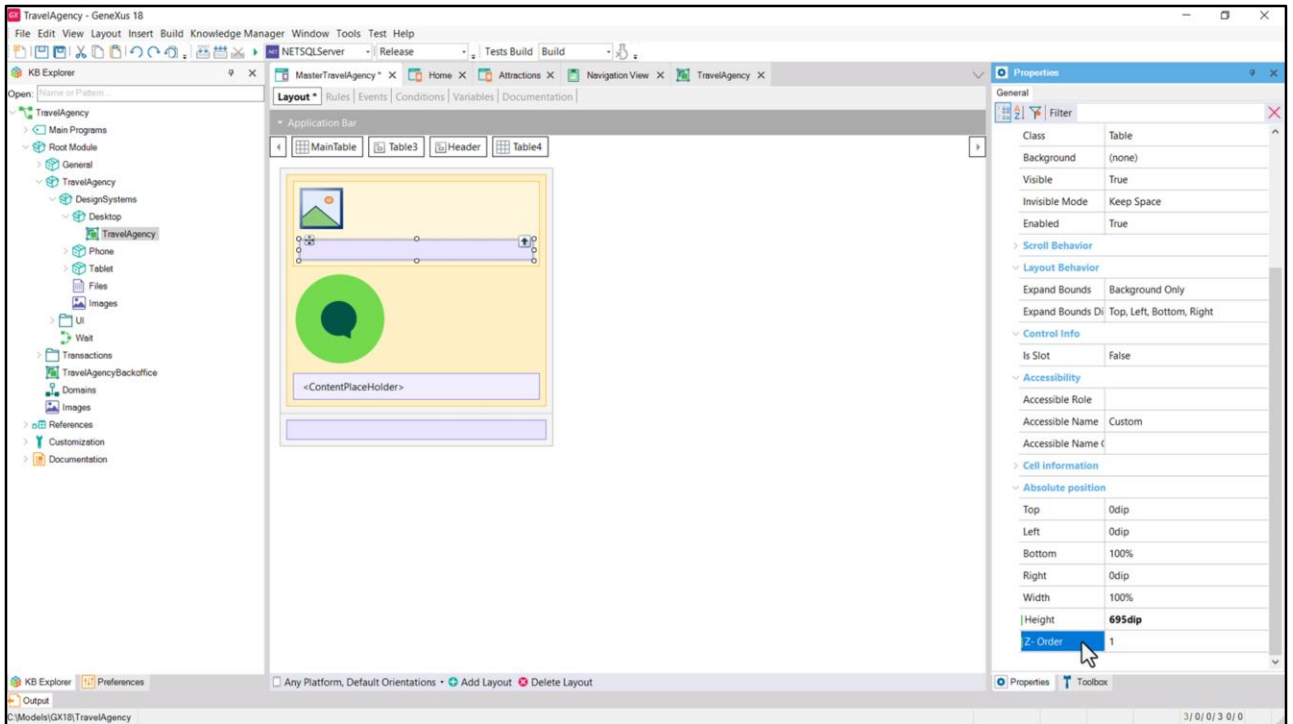 GX TravelAgency - GeneXus 18
File Edit View Layout Insert Build Knowledge Manager Window Tools Test Help
NETSQLServer Release Tests Build Build
KB Explorer
Open: Name or Pattern...
TravelAgency
Main Programs
Root Module
General
TravelAgency
DesignSystems
Desktop
TravelAgency
Phone
Tablet
Files
Images
UI
Wait
Transactions
TravelAgencyBackoffice
Domains
Images
References
Customization
Documentation
KB Explorer Preferences
MasterTravelAgency * X Home X Attractions X Navigation View X TravelAgency X
Layout * Rules Events Conditions Variables Documentation
Application Bar
MainTable Table3 Header Table4
<ContentPlaceHolder>
Any Platform, Default Orientations • Add Layout Delete Layout
Properties
General
Filter
Class Table
Background (none)
Visible True
Invisible Mode Keep Space
Enabled True
Scroll Behavior
Layout Behavior
Expand Bounds Background Only
Expand Bounds Di Top, Left, Bottom, Right
Control Info
Is Slot False
Accessibility
Accessible Role
Accessible Name Custom
Accessible Name C
Cell information
Absolute position
Top 0dip
Left 0dip
Bottom 100%
Right 0dip
Width 100%
Height 695dip
Z- Order 1
Properties Toolbox
Output
C:\Models\GX18\TravelAgency
3/ 0/ 0/ 3 0/ 0